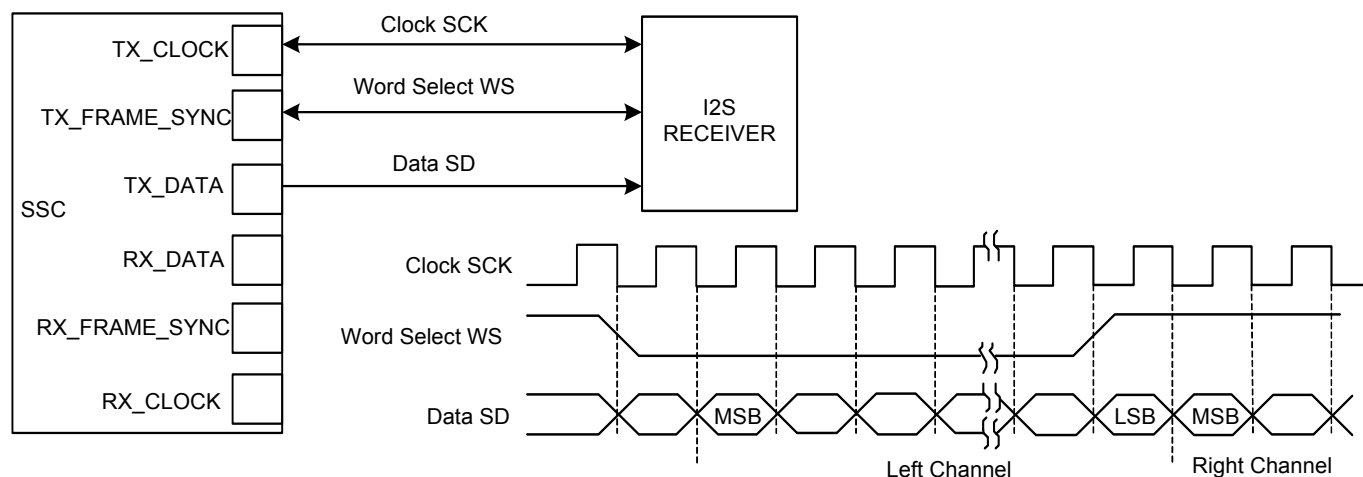 Clock SCK
TX_CLOCK
Word Select WS
TX_FRAME_SYNC
I2S
RECEIVER
Data SD
TX_DATA
SSC
RX_DATA
RX_FRAME_SYNC
RX_CLOCK
Clock SCK
Word Select WS
Data SD
MSB
LSB
MSB
Left Channel
Right Channel